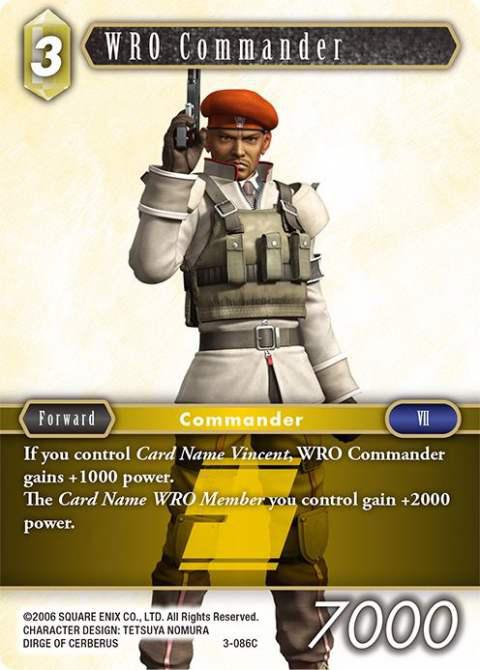 3
WRO Commander
Forward
Commander
VII
If you control Card Name Vincent, WRO Commander
gains +1000 power.
The Card Name WRO Member you control gain +2000
power.
©2006 SQUARE ENIX CO., LTD. All Rights Reserved.
CHARACTER DESIGN: TETSUYA NOMURA
DIRGE OF CERBERUS
3-086C
7000